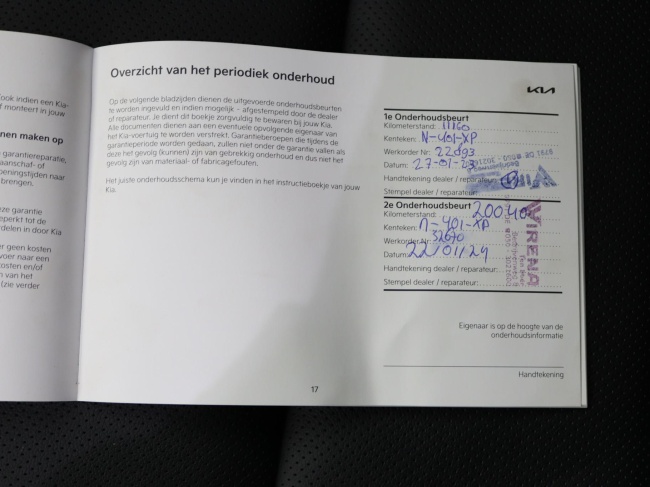 ook indien een Kia-
f monteert in jouw
nen maken op
garantiereparatie,
aanschaf- of
peningstijden naar
brengen.
ze garantie
eperkt tot de
delen in door Kia
er geen kosten
voer naar een
osten en/of
n van het
(zie verder
Overzicht van het periodiek onderhoud
Op de volgende bladzijden dienen de uitgevoerde onderhoudsbeurten
te worden ingevuld en indien mogelijk - afgestempeld door de dealer
of reparateur. Je dient dit boekje zorgvuldig te bewaren bij jouw Kia.
Alle documenten dienen aan een eventuele opvolgende eigenaar van
het Kia-voertuig te worden verstrekt. Garantieberoepen die tijdens de
garantieperiode worden gedaan, zullen niet onder de garantie vallen als
deze het gevolg (kunnen) zijn van gebrekkig onderhoud en dus niet het
gevolg zijn van materiaal- of fabricagefouten.
Het juiste onderhoudsschema kun je vinden in het instructieboekje van jouw
Kia.
17
KIA
1e Onderhoudsbeurt
Kilometerstand: 11160
Kenteken: N-401-XP
Werkorder Nr: 22993
Datum: 27-01-23
Handtekening dealer / reparateur:
Stempel dealer / reparateur:
2e Onderhoudsbeurt
Kilometerstand: 20040
Kenteken: N-401-XP
Werkorder Nr: 32670
Datum: 22/01/24
Handtekening dealer / reparateur:
Stempel dealer / reparateur:
WIRENA
Eigenaar is op de hoogte van de
onderhoudsinformatie
Handtekening